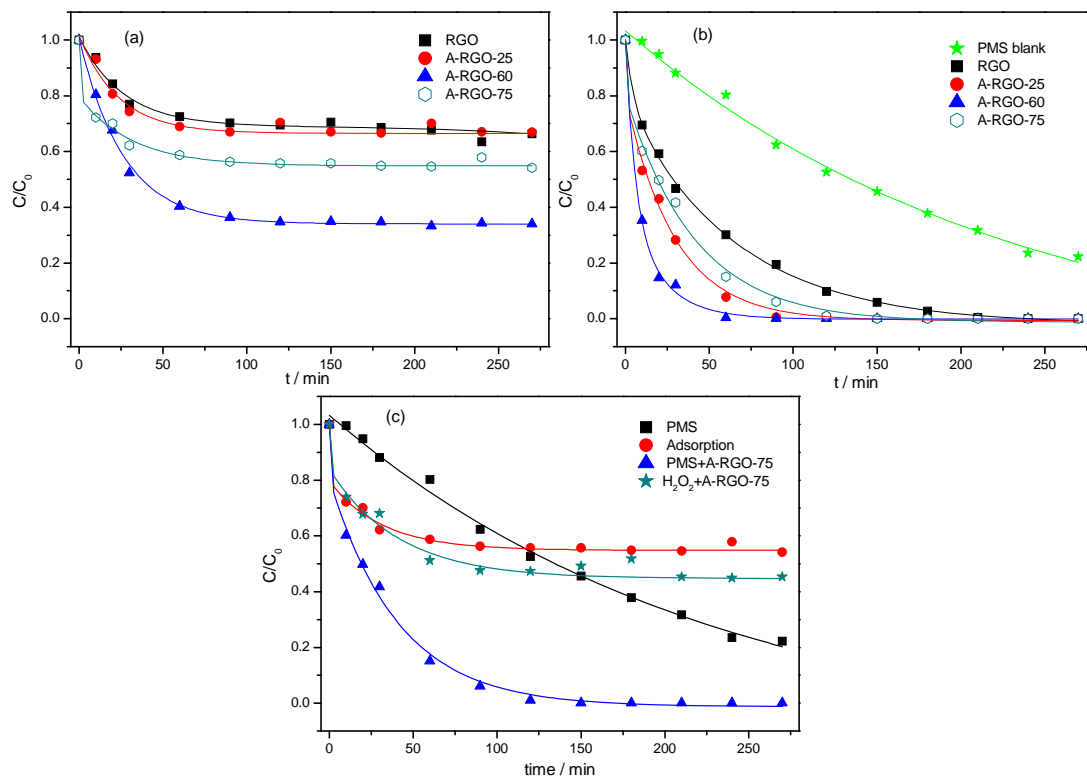 (a)
RGO
A-RGO-25
A-RGO-60
A-RGO-75
C/C0
1.0
0.8
0.6
0.4
0.2
0.0
0 50 100 150 200 250
t / min
(b)
PMS blank
RGO
A-RGO-25
A-RGO-60
A-RGO-75
C/C0
1.0
0.8
0.6
0.4
0.2
0.0
0 50 100 150 200 250
t / min
(c)
PMS
Adsorption
PMS+A-RGO-75
H2O2+A-RGO-75
C/C0
1.0
0.8
0.6
0.4
0.2
0.0
0 50 100 150 200 250
time / min